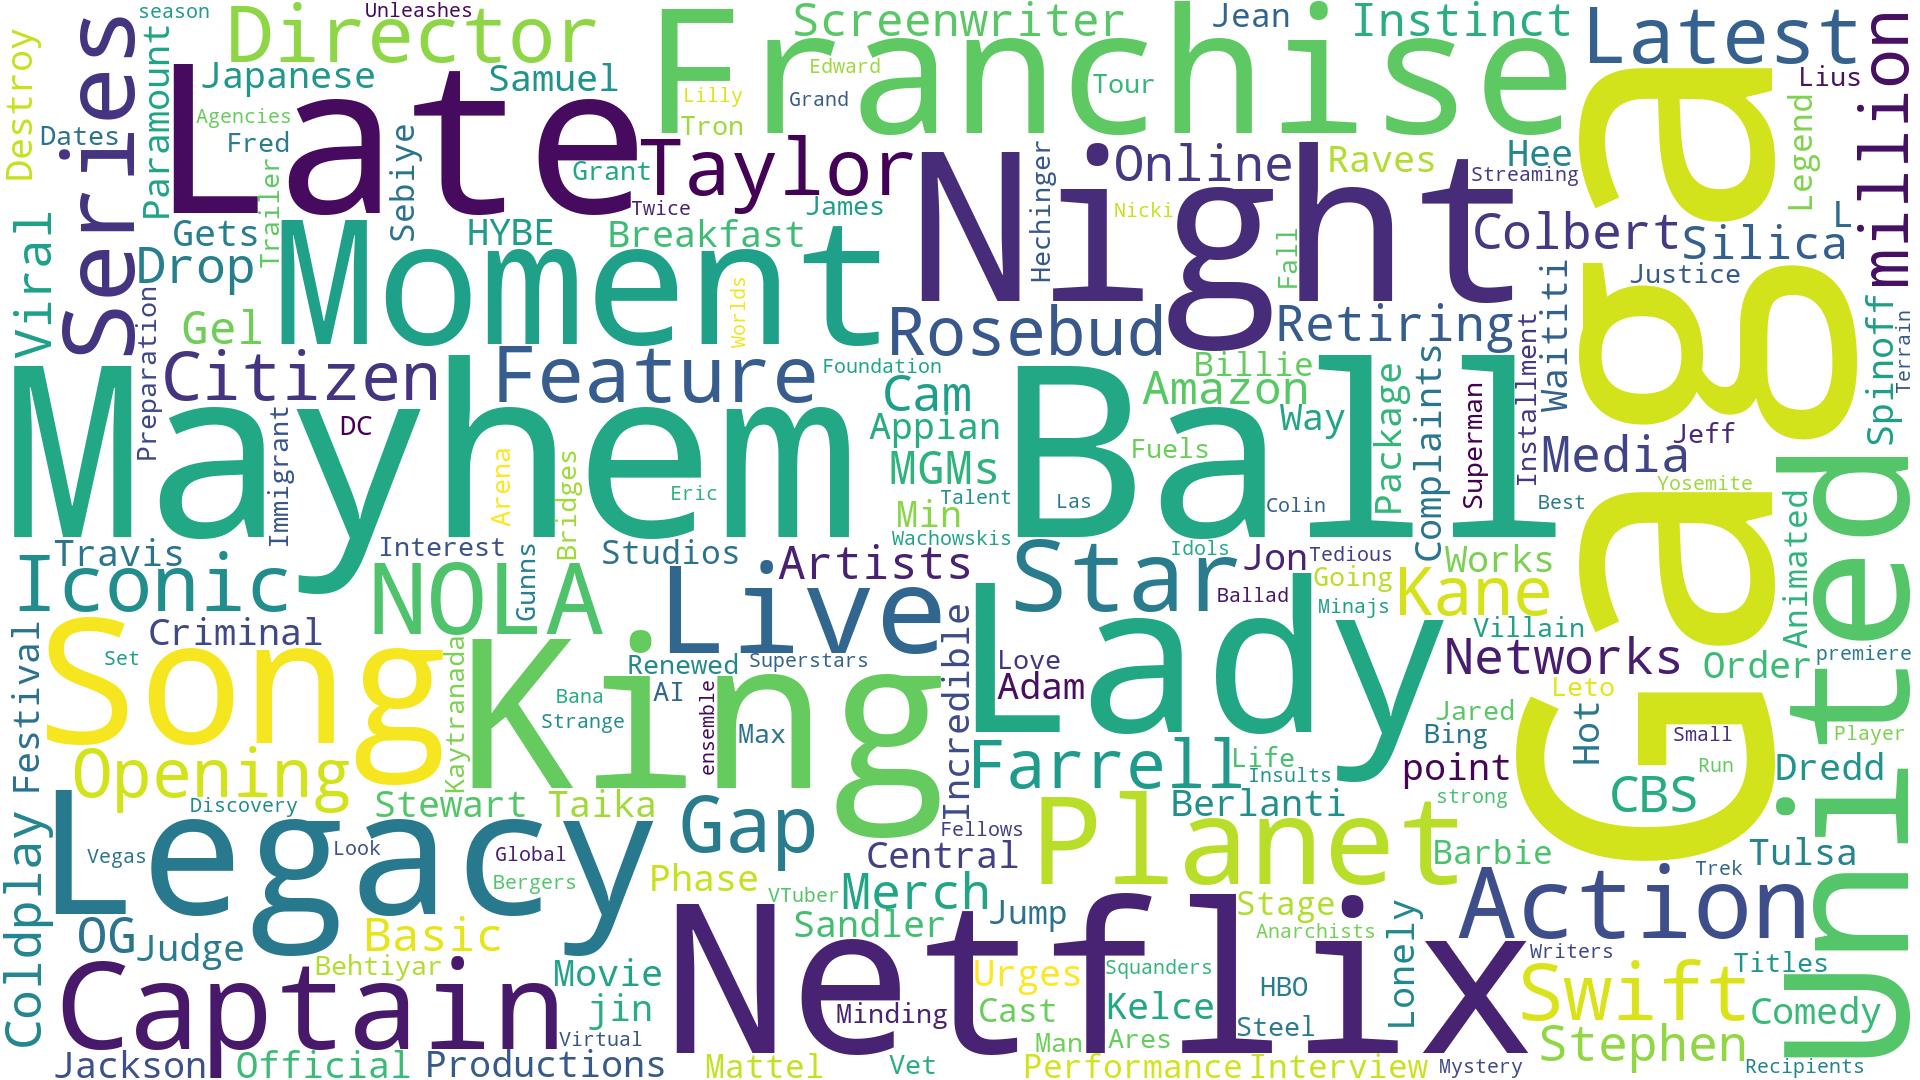 season
Unleashes
Director
Franchise
Screenwriter
Jean
Instinct
Latest
million
Destroy
Series
Paramount
Japanese
Samuel
Late
Edward
Grand
Lilly
Tron
Tour
Lius
Legend
Gaga
Dates
Agencies
Fred
Sebiye
Grant
Taylor
Night
Online
Raves
Hee
Streaming
Trailer
Twice
James
Hechinger
Nicki
Fall
Colbert
Silica
L
Viral
Gets
Drop
HYBE
Breakfast
Moment
Worlds
Justice
Waititi
Spinoff
Terrain
Preparation
Gel
Rosebud
Retiring
Installment
Citizen
Feature
Foundation
Billie
Amazon
Package
Complaints
Superman
Mayhem
Immigrant
DC
Arena
Bridges
Eric
Cam
Appian
MGMs
Talent
Min
Wachowskis
Ball
Way
Fuels
Las
Colin
Media
Jeff
Best
Yosemite
Animated
United
Travis
Iconic
Interest
NOLA
Gunns
Studios
Live
Artists
Star
Idols
Jon
Tedious
Going
Minajs
Ballad
Works
Kane
Villain
Song
Criminal
Set
Kaytranada
King
Renewed
AI
Superstars
Bana
Strange
ensemble
Max
Incredible
Lady
Love
Adam
Networks
Order
premiere
Leto
Hot
Jared
Bing
Small
Run
Player
Festival
Opening
Discovery
Stewart
Taika
Gap
Farrell
Life
Insults
point
strong
CBS
Dredd
Coldplay
Legacy
Vegas
Look
Global
Bergers
Fellows
Central
Berlanti
Planet
Barbie
Trek
Tulsa
Phase
VTuber
Merch
Sandler
Jump
Stage
Anarchists
Lonely
Action
OG
Judge
Basic
Behtiyar
Captain
Movie
jin
Virtual
Netflix
Minding
Urges
Cast
Squanders
Kelce
HBO
Steel
Writers
Swift
Titles
Comedy
Man
Ares
Stephen
Jackson
Official
Productions
Mattel
Vet
Performance
Interview
Mystery
Recipients